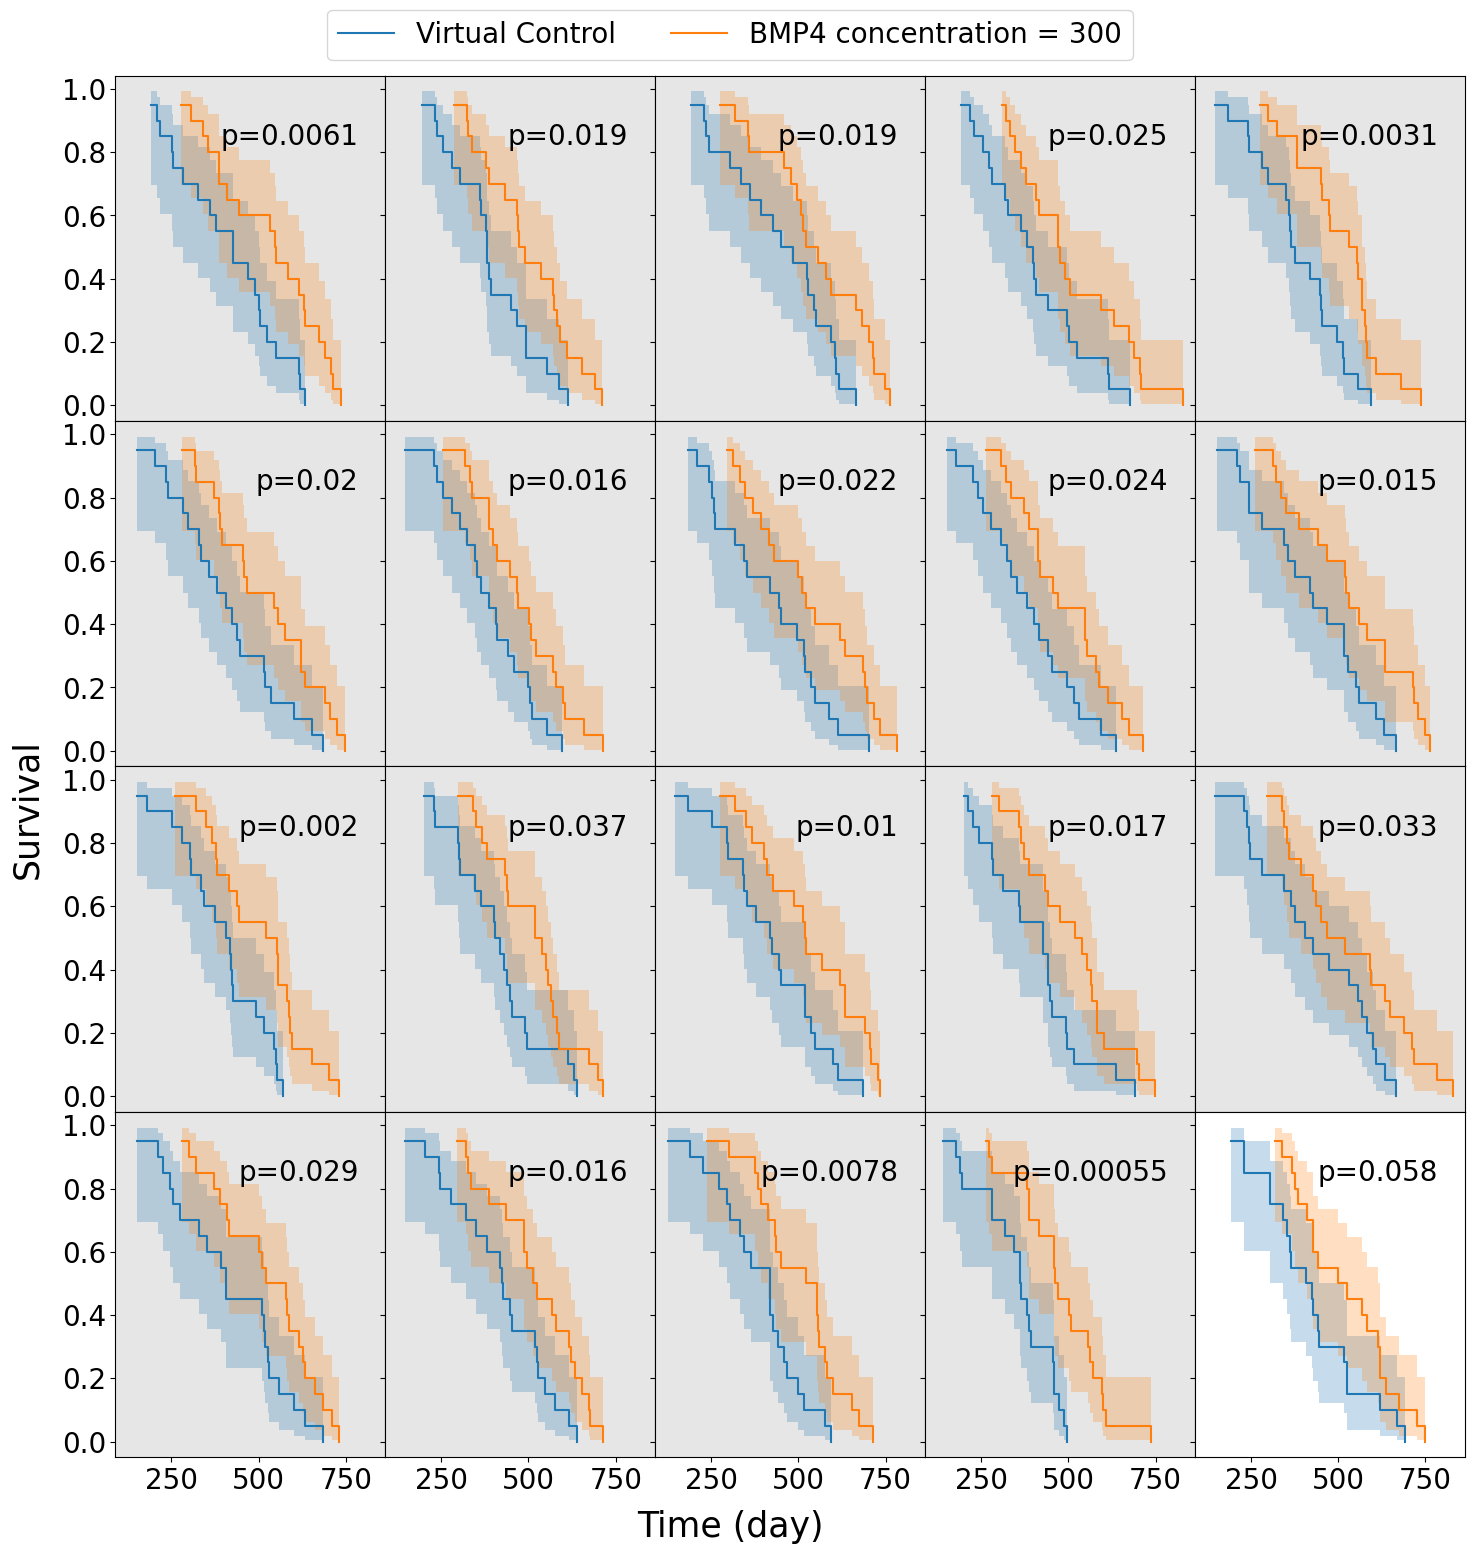 Virtual Control BMP4 concentration = 300
1.0 p=0.0061 p=0.019 p=0.019 p=0.025 p=0.0031
0.8
0.6
0.4
0.2
0.0
1.0 p=0.02 p=0.016 p=0.022 p=0.024 p=0.015
0.8
0.6
0.4
0.2
0.0
Survival
1.0 p=0.002 p=0.037 p=0.01 p=0.017 p=0.033
0.8
0.6
0.4
0.2
0.0
1.0 p=0.029 p=0.016 p=0.0078 p=0.00055 p=0.058
0.8
0.6
0.4
0.2
0.0
250 500 750 250 500 750 250 500 750 250 500 750 250 500 750
Time (day)